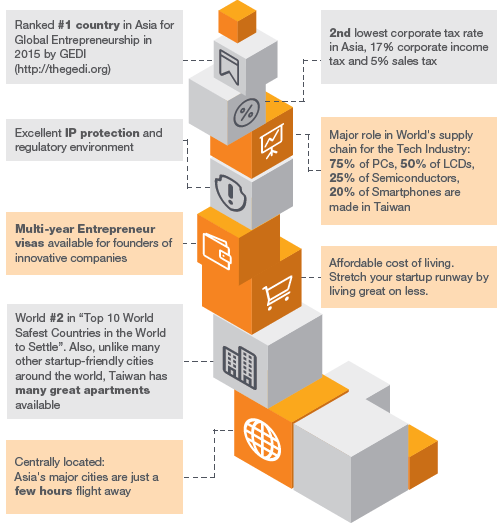 Ranked #1 country in Asia for
Global Entrepreneurship in
2015 by GEDI
(http://thegedi.org)
2nd lowest corporate tax rate
in Asia, 17% corporate income
tax and 5% sales tax
%
Excellent IP protection and
regulatory environment
Major role in World's supply
chain for the Tech Industry:
75% of PCs, 50% of LCDs,
25% of Semiconductors,
20% of Smartphones are
made in Taiwan
Multi-year Entrepreneur
visas available for founders of
innovative companies
Affordable cost of living.
Stretch your startup runway by
living great on less.
World #2 in “Top 10 World
Safest Countries in the World
to Settle”. Also, unlike many
other startup-friendly cities
around the world, Taiwan has
many great apartments
available
Centrally located:
Asia's major cities are just a
few hours flight away